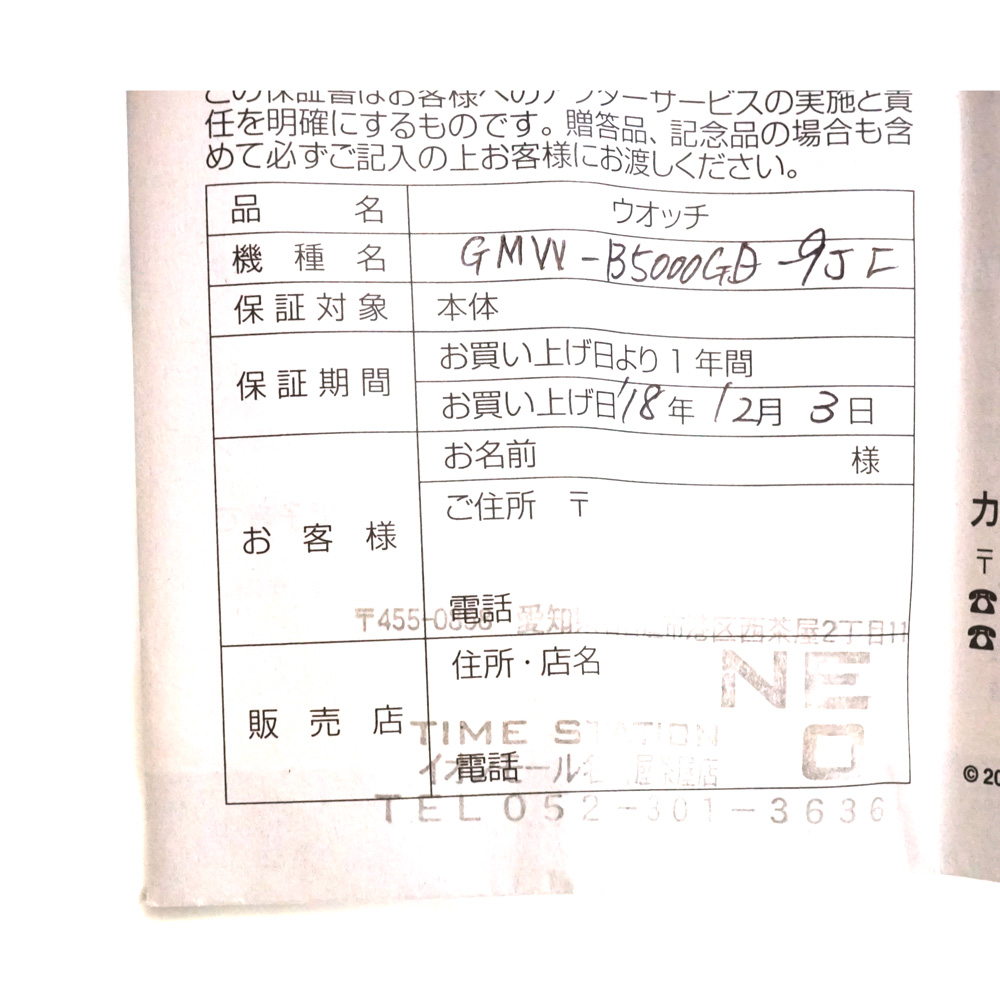 この保証書はお客様へのアフターサービスの実施と責
任を明確にするものです。贈答品、記念品の場合も含
めて必ずご記入の上お客様にお渡しください。
品 名 ウオッチ
機 種 名 GMW-B5000GD-9JF
保証対象 本体
保証期間 お買い上げ日より1年間
お買い上げ日'18年12月3日
お客様 お名前 様
ご住所 〒
電話
〒455- 愛知 区西茶屋2丁目11
販売店 住所・店名
NEO
TIME STATION
電話
TEL052-301-3636
カ
〒
☎
☎
©20